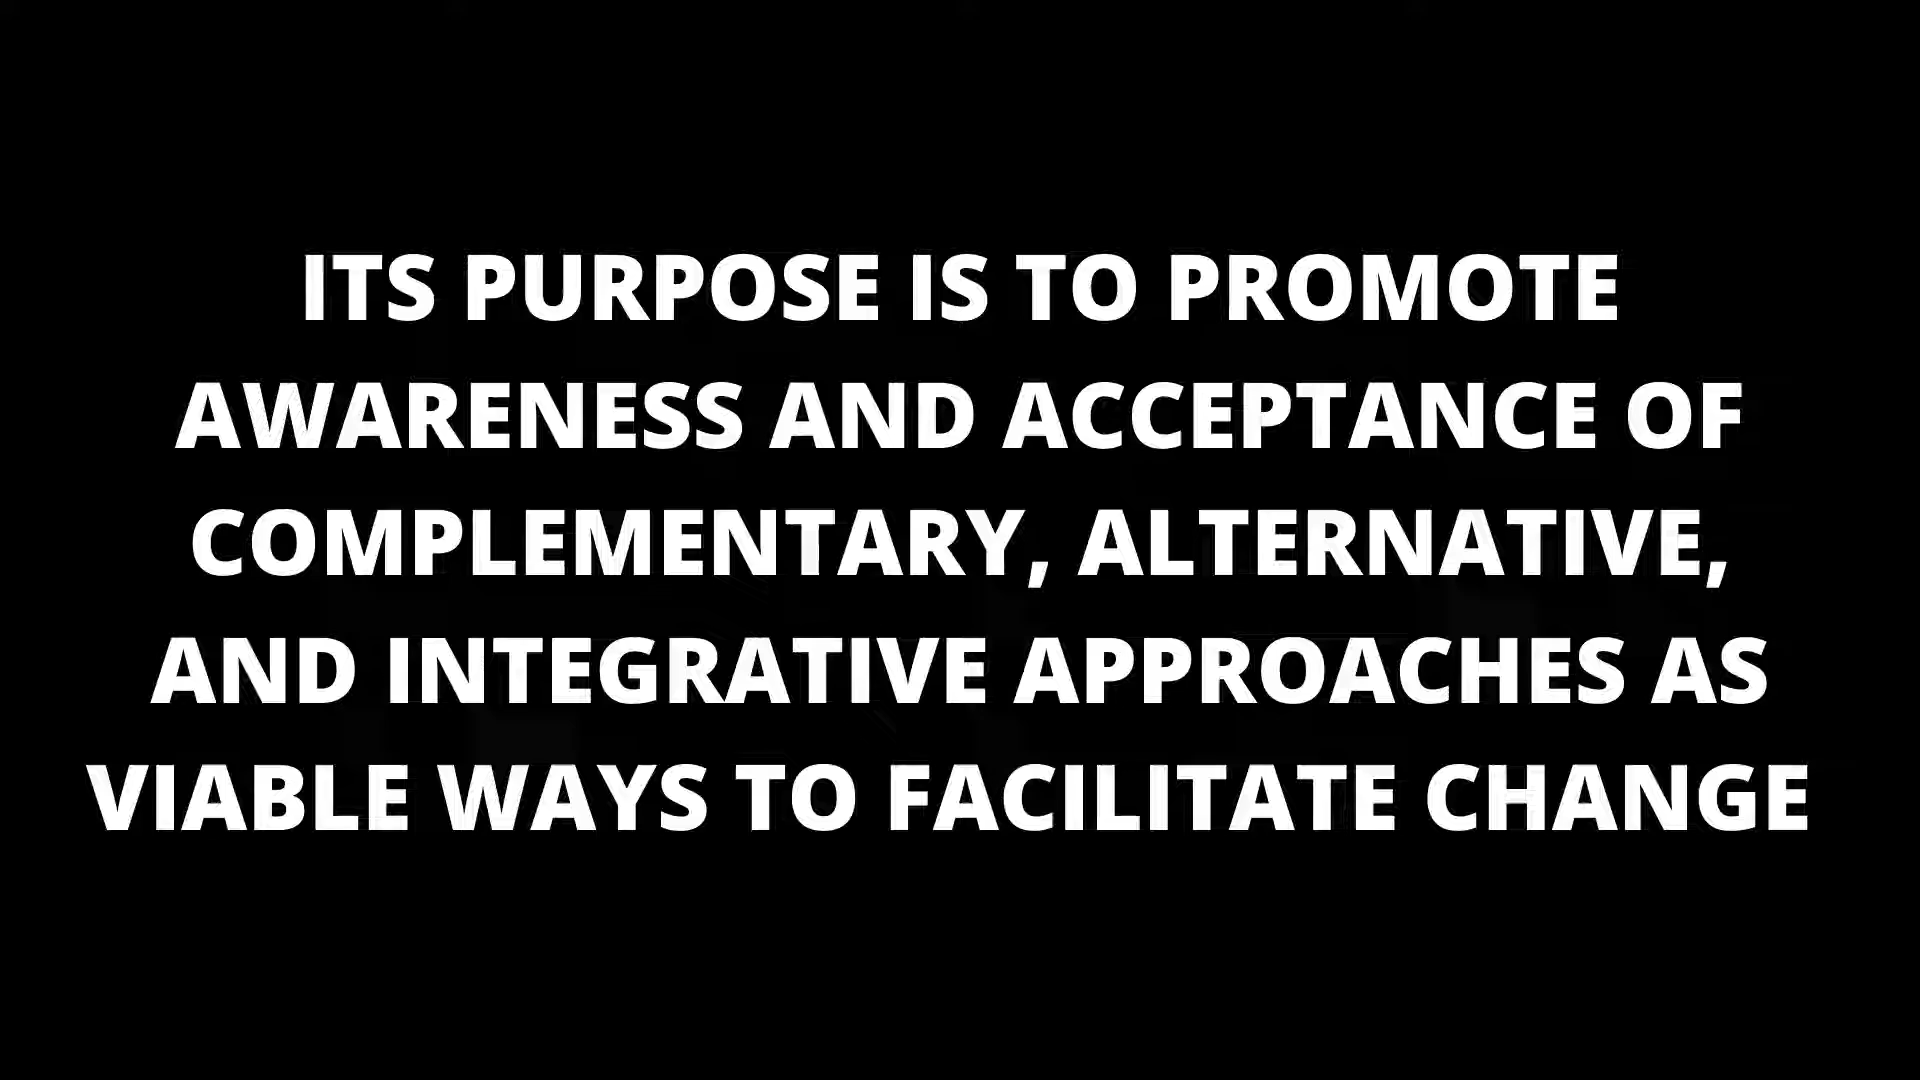 ITS PURPOSE IS TO PROMOTE
AWARENESS AND ACCEPTANCE OF
COMPLEMENTARY, ALTERNATIVE,
AND INTEGRATIVE APPROACHES AS
VIABLE WAYS TO FACILITATE CHANGE